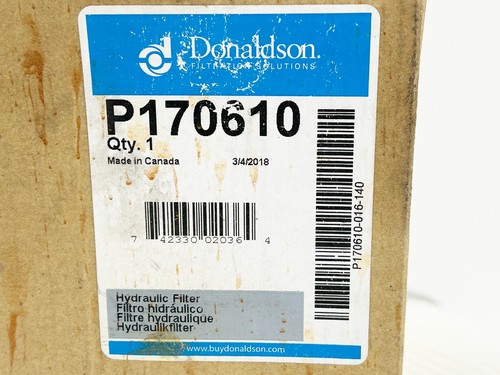 Donaldson.
FILTRATION SOLUTIONS
P170610
Qty. 1
Made in Canada 3/4/2018
7 42330 02036 4
P170610-016-140
Hydraulic Filter
Filtro hidráulico
Filtre hydraulique
Hydraulikfilter
www.buydonaldson.com